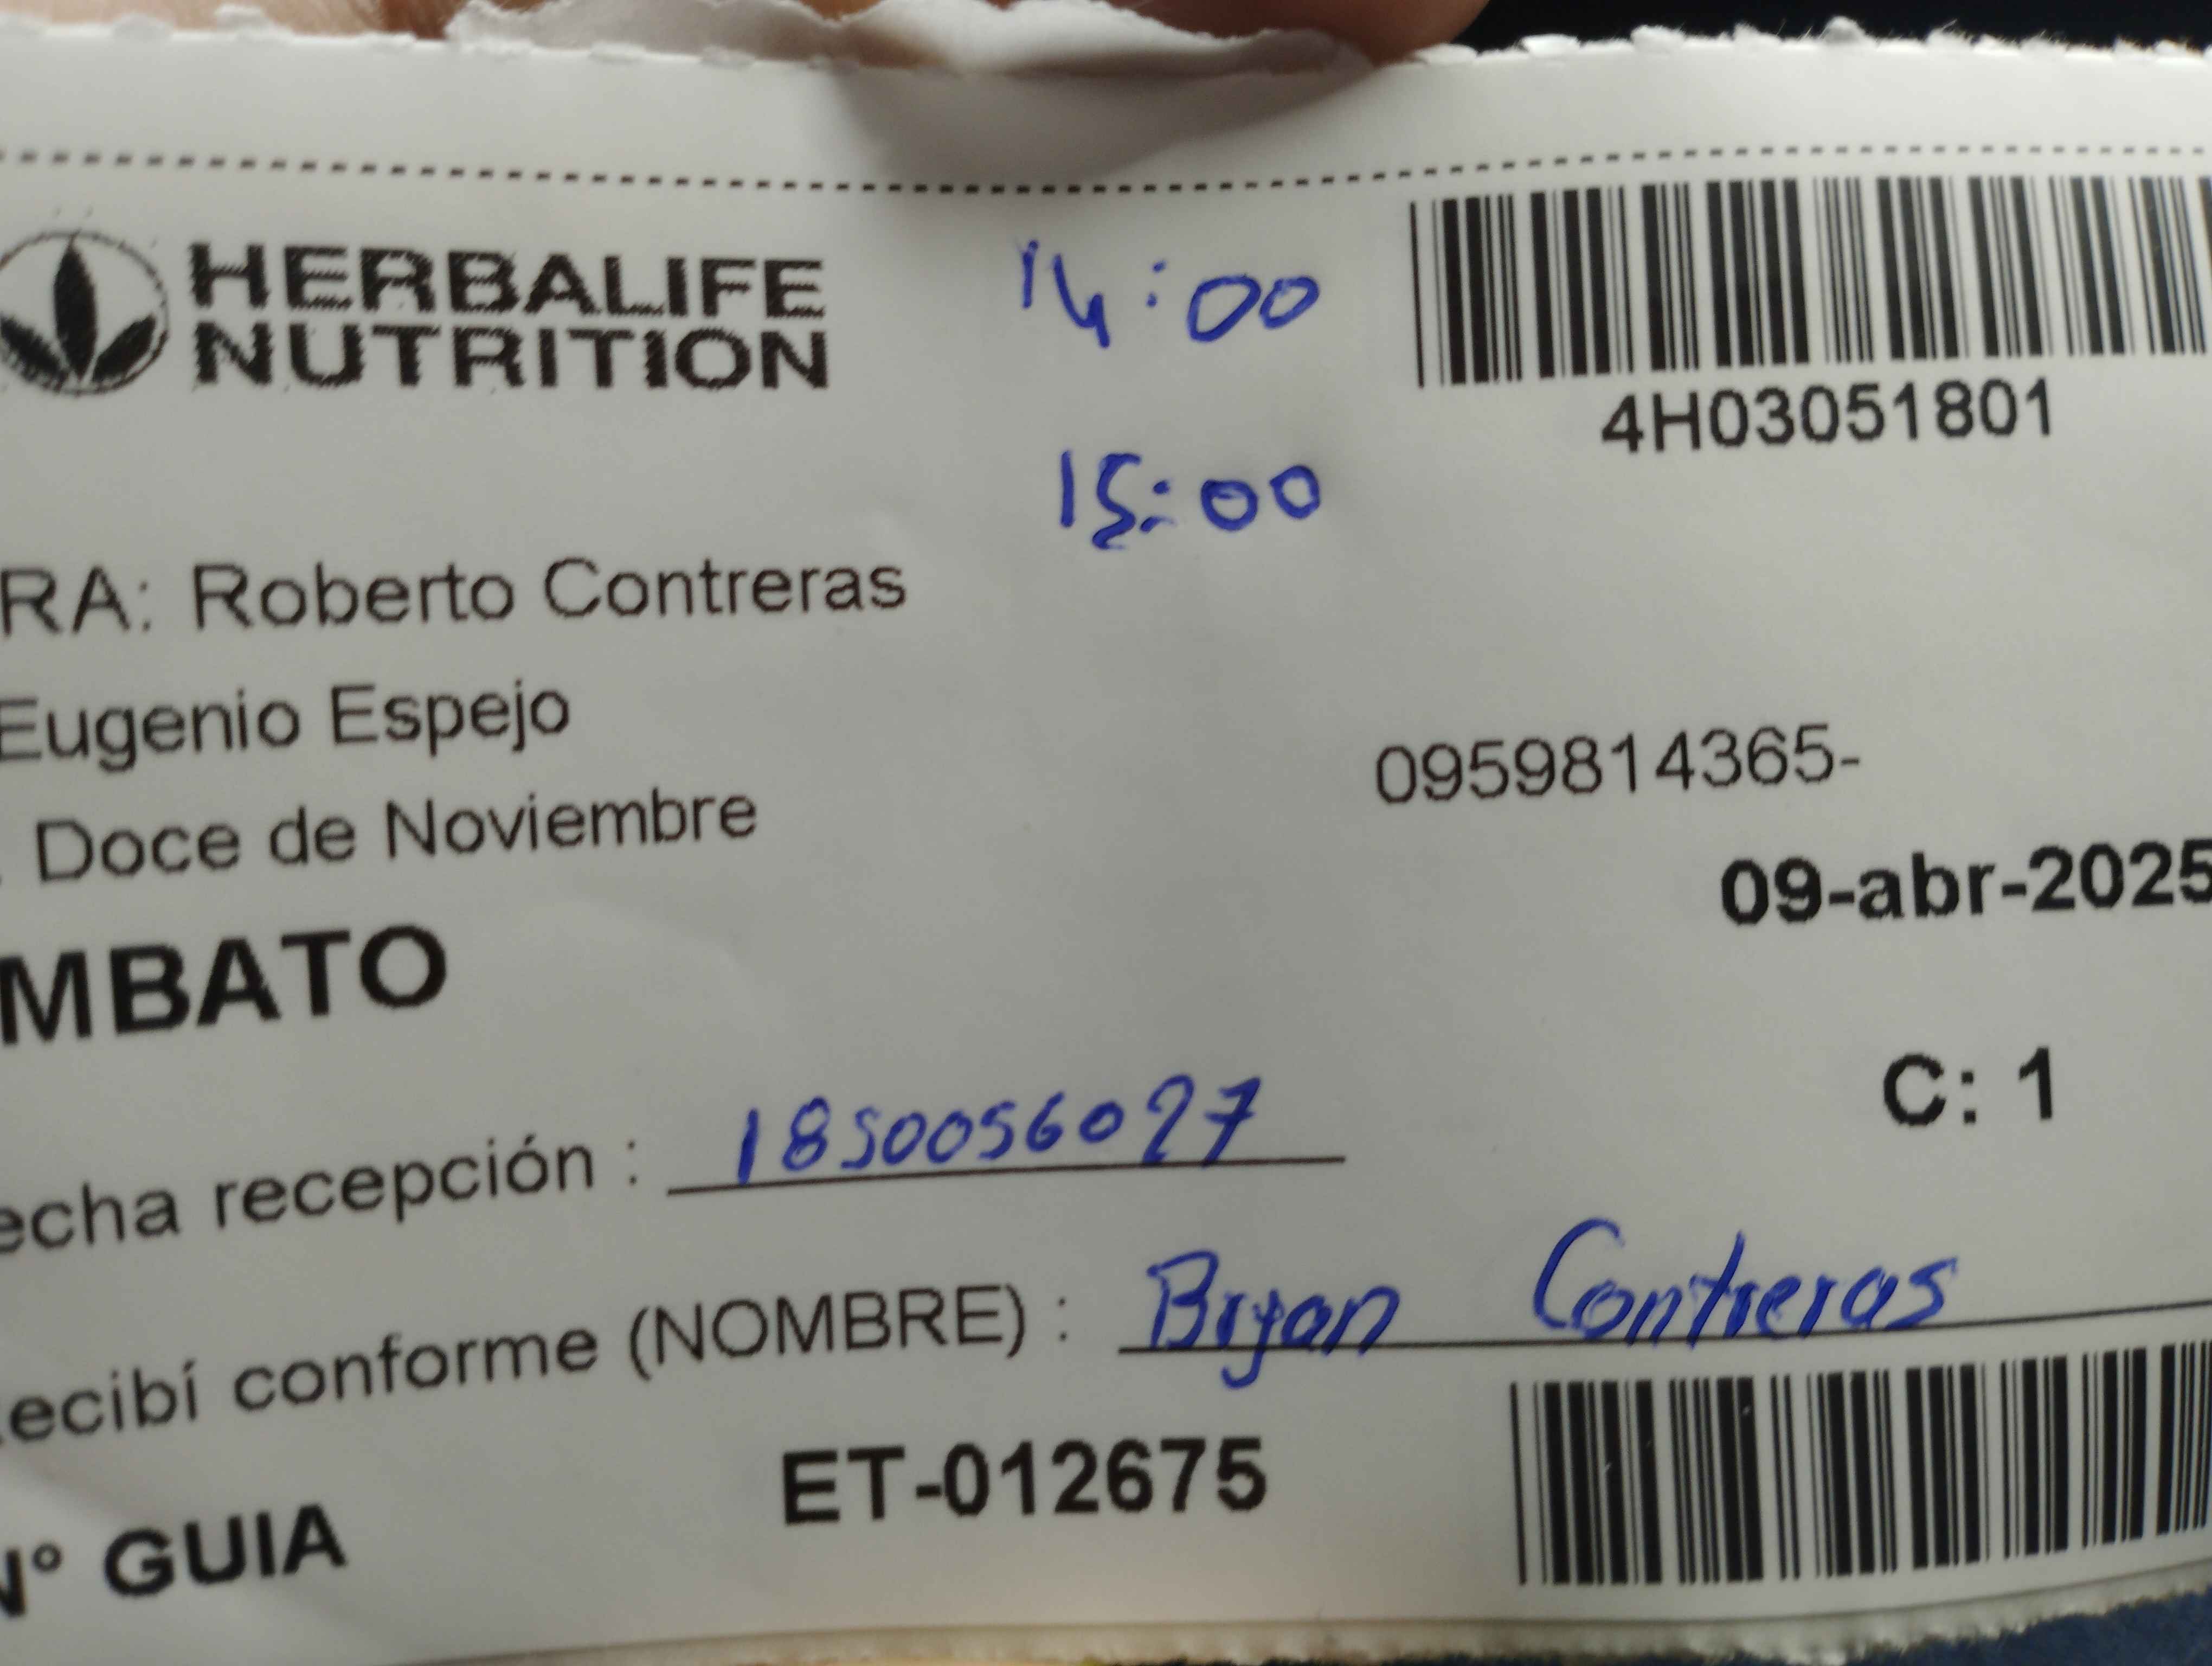 HERBALIFE
NUTRITION
14:00
4H03051801
15:00
RA: Roberto Contreras
Eugenio Espejo
0959814365-
. Doce de Noviembre
09-abr-2025
MBATO
C: 1
echa recepción : 1850056027
ecibí conforme (NOMBRE) : Bryan Contreras
N° GUIA ET-012675